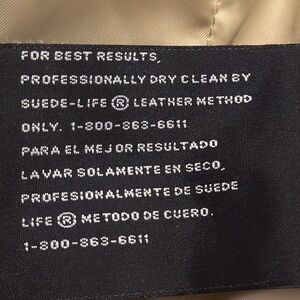 FOR BEST RESULTS,
PROFESSIONALLY DRY CLEAN BY
SUEDE-LIFE ® LEATHER METHOD
ONLY. 1-800-863-6611
PARA EL MEJOR RESULTADO
LAVAR SOLAMENTE EN SECO,
PROFESIONALMENTE DE SUEDE
LIFE ® METODO DE CUERO.
1-800-863-6611